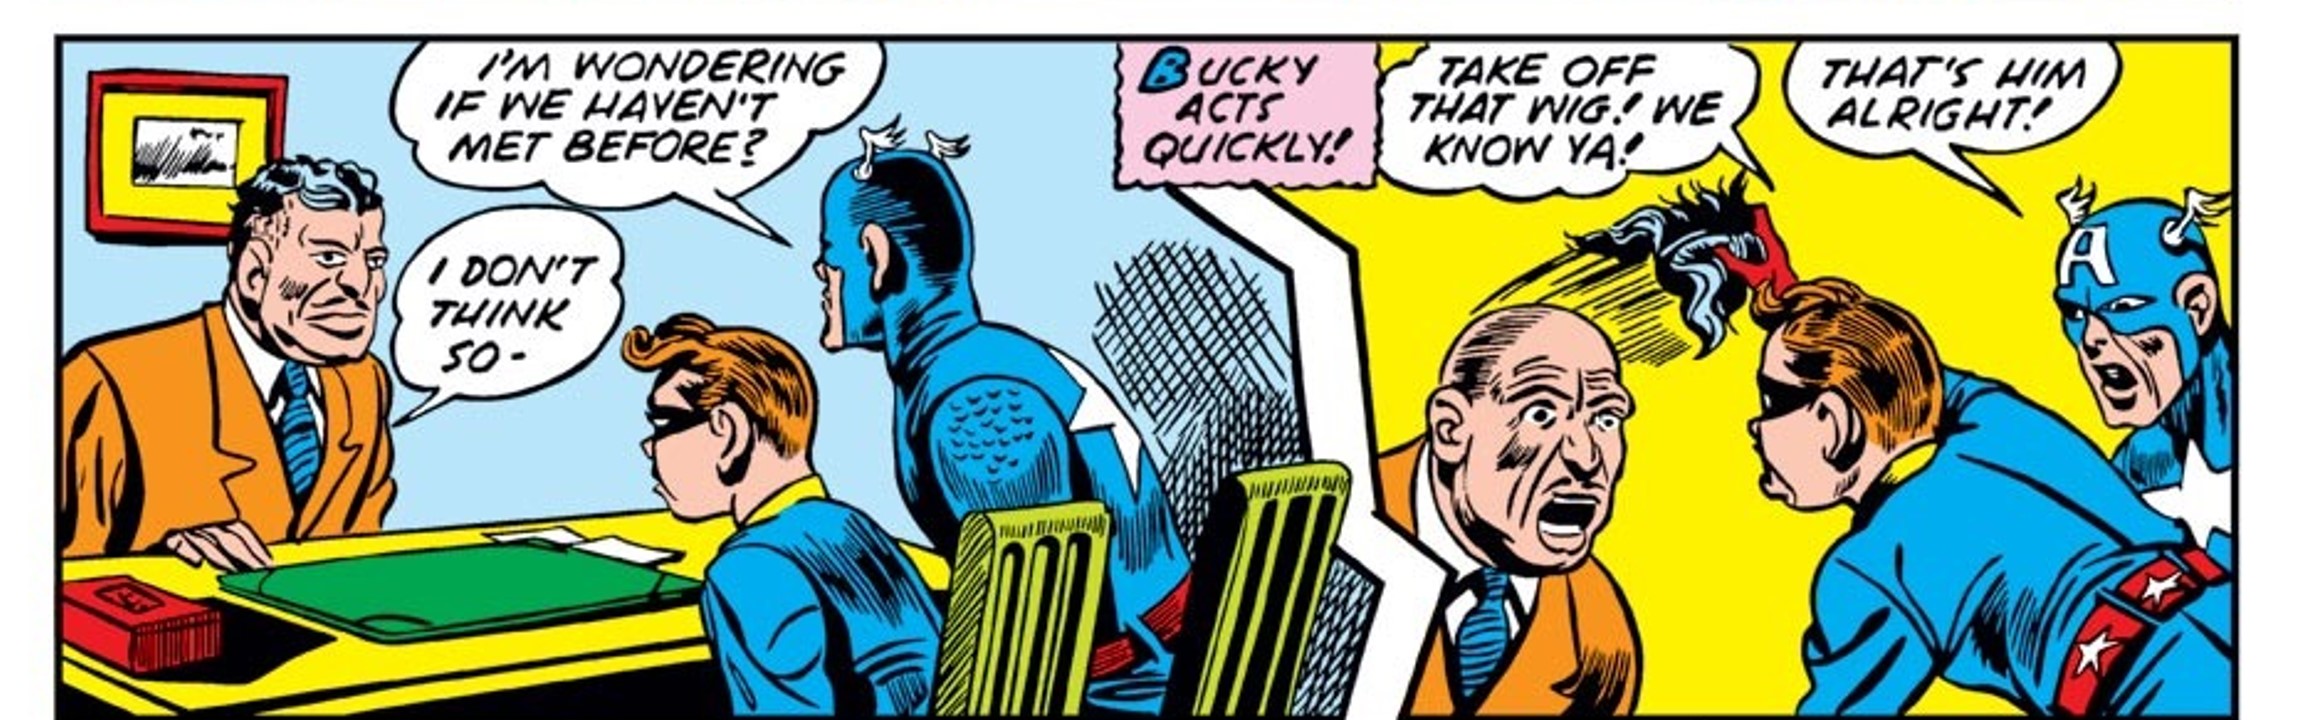 I'M WONDERING
IF WE HAVEN'T
MET BEFORE?
I DON'T
THINK
SO-
BUCKY
ACTS
QUICKLY!
TAKE OFF
THAT WIG! WE
KNOW YA!
THAT'S HIM
ALRIGHT!
A